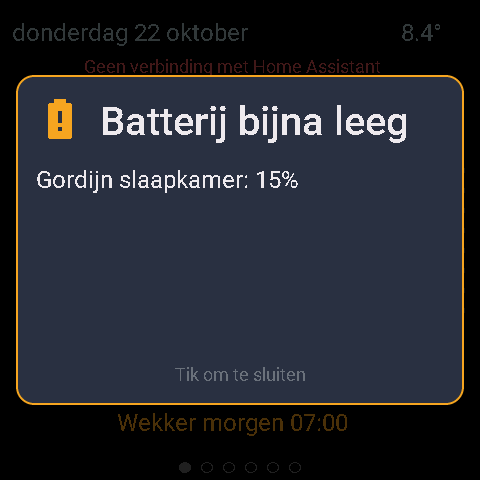 donderdag 22 oktober 8.4°
Geen verbinding met Home Assistant
Batterij bijna leeg
Gordijn slaapkamer: 15%
Tik om te sluiten
Wekker morgen 07:00